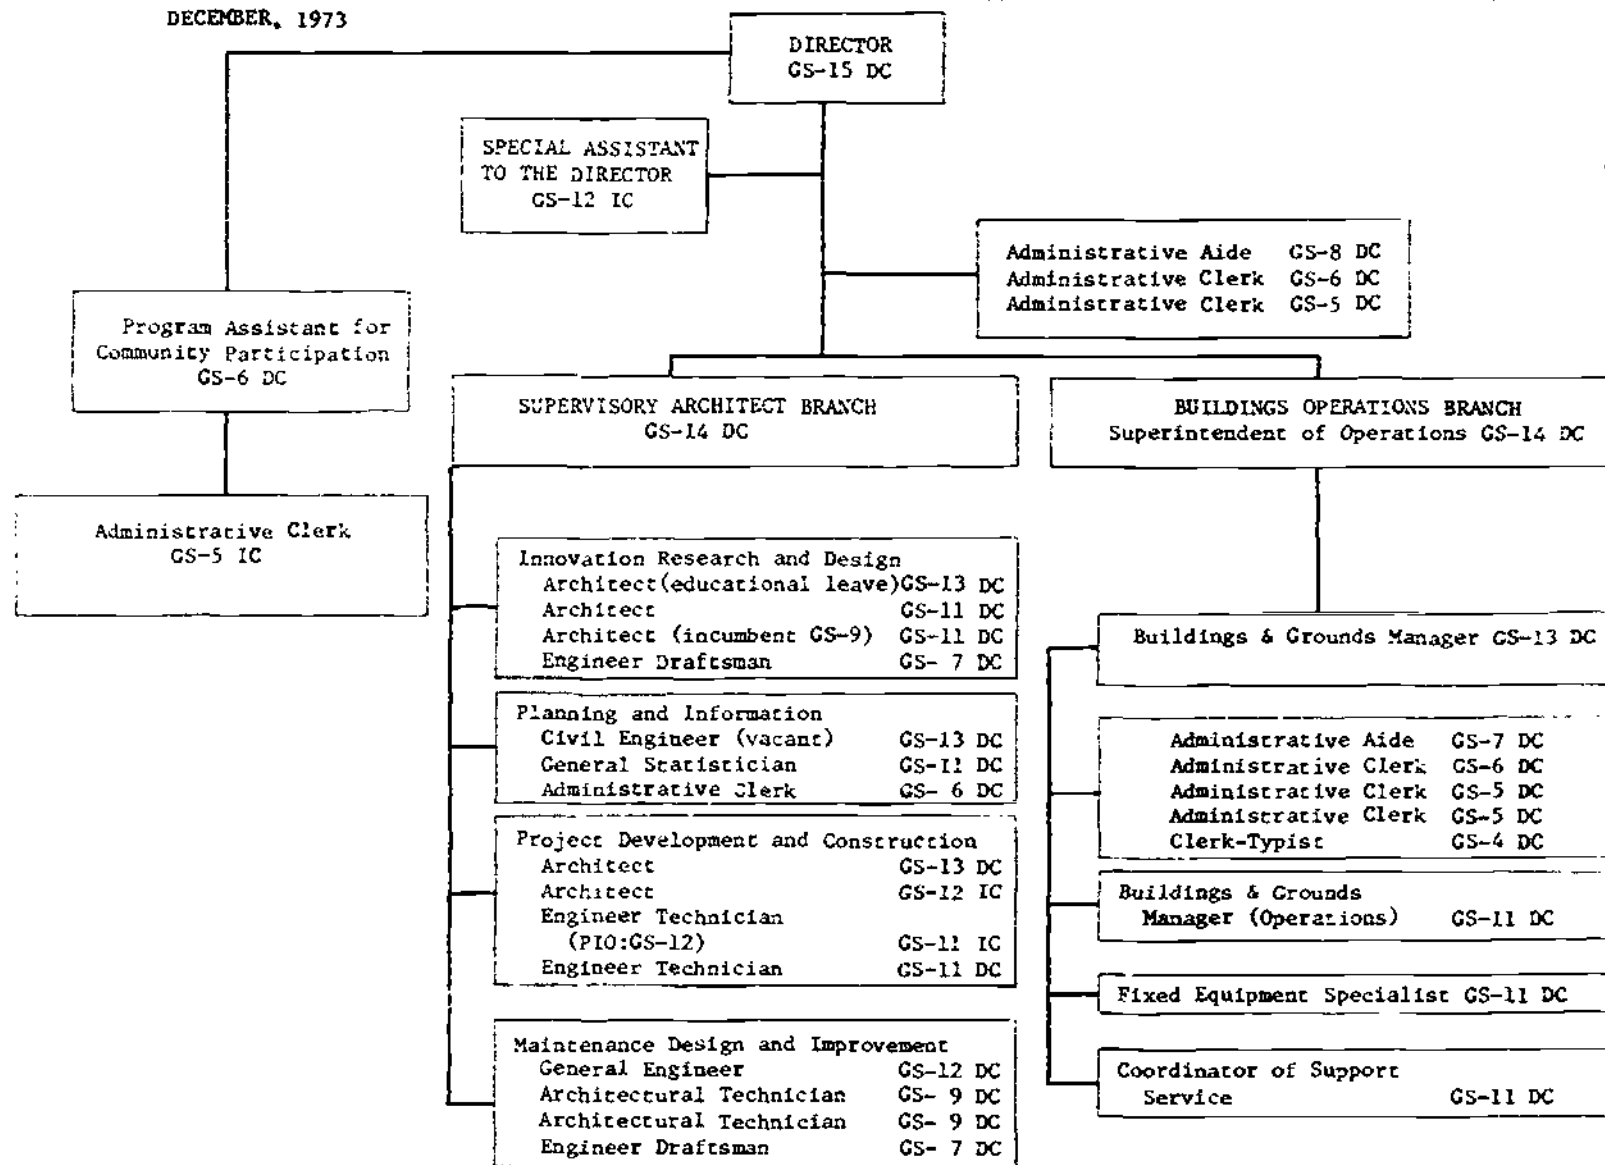 DECEMBER, 1973
DIRECTOR
GS-15 DC
SPECIAL ASSISTANT
TO THE DIRECTOR
GS-12 IC
Administrative Aide GS-8 DC
Administrative Clerk GS-6 DC
Administrative Clerk GS-5 DC
Program Assistant for
Community Participation
GS-6 DC
Administrative Clerk
GS-5 IC
SUPERVISORY ARCHITECT BRANCH
GS-14 DC
Innovation Research and Design
Architect(educational leave)GS-13 DC
Architect GS-11 DC
Architect (incumbent GS-9) GS-11 DC
Engineer Draftsman GS- 7 DC
Planning and Information
Civil Engineer (vacant) GS-13 DC
General Statistician GS-11 DC
Administrative Clerk GS- 6 DC
Project Development and Construction
Architect GS-13 DC
Architect GS-12 IC
Engineer Technician
(PIO:GS-12) GS-11 IC
Engineer Technician GS-11 DC
Maintenance Design and Improvement
General Engineer GS-12 DC
Architectural Technician GS- 9 DC
Architectural Technician GS- 9 DC
Engineer Draftsman GS- 7 DC
BUILDINGS OPERATIONS BRANCH
Superintendent of Operations GS-14 DC
Buildings & Grounds Manager GS-13 DC
Administrative Aide GS-7 DC
Administrative Clerk GS-6 DC
Administrative Clerk GS-5 DC
Administrative Clerk GS-5 DC
Clerk-Typist GS-4 DC
Buildings & Grounds
Manager (Operations) GS-11 DC
Fixed Equipment Specialist GS-11 DC
Coordinator of Support
Service GS-11 DC